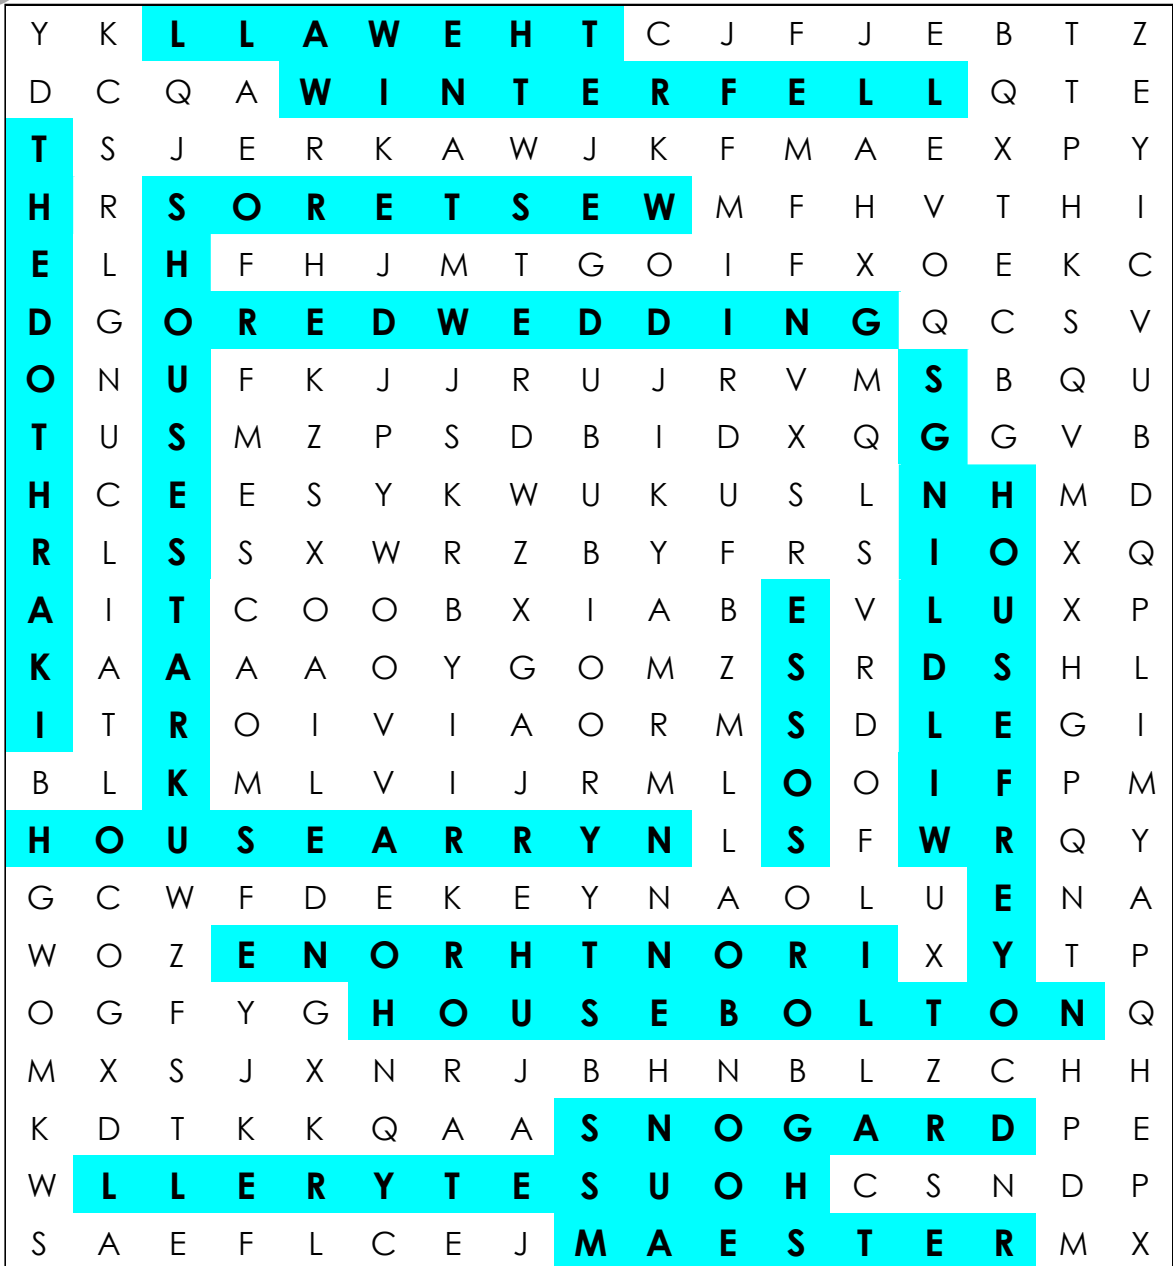 Y K L L A W E H T C J F J E B T Z
D C Q A W I N T E R F E L L Q T E
T S J E R K A W J K F M A E X P Y
H R S O R E T S E W M F H V T H I
E L H F H J M T G O I F X O E K C
D G O R E D W E D D I N G Q C S V
O N U F K J J R U J R V M S B Q U
T U S M Z P S D B I D X Q G G V B
H C E E S Y K W U K U S L N H M D
R L S S X W R Z B Y F R S I O X Q
A I T C O O B X I A B E V L U X P
K A A A A O Y G O M Z S R D S H L
I T R O I V I A O R M S D L E G I
B L K M L V I J R M L O O I F P M
H O U S E A R R Y N L S F W R Q Y
G C W F D E K E Y N A O L U E N A
W O Z E N O R H T N O R I X Y T P
O G F Y G H O U S E B O L T O N Q
M X S J X N R J B H N B L Z C H H
K D T K K Q A A S N O G A R D P E
W L L E R Y T E S U O H C S N D P
S A E F L C E J M A E S T E R M X